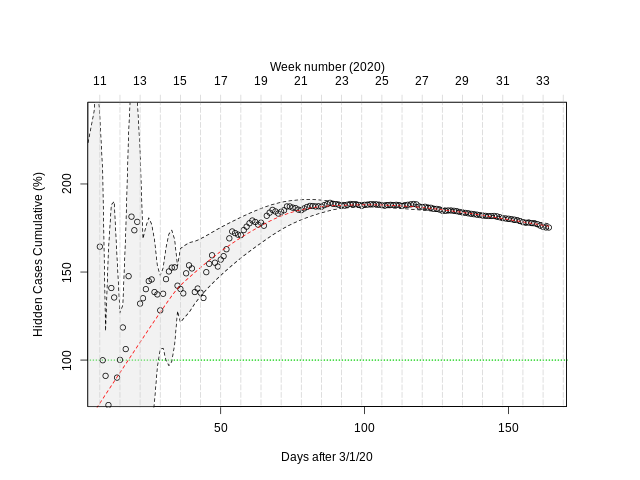 Week number (2020)
11 13 15 17 19 21 23 25 27 29 31 33
Hidden Cases Cumulative (%)
200
150
100
50 100 150
Days after 3/1/20